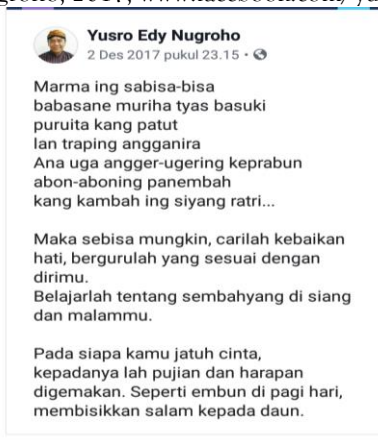 groho, 2017, www.facebook.com/yu
Yusro Edy Nugroho
2 Des 2017 pukul 23.15 •
Marma ing sabisa-bisa
babasane muriha tyas basuki
puruita kang patut
lan traping angganira
Ana uga angger-ugering keprabun
abon-aboning panembah
kang kambah ing siyang ratri...
Maka sebisa mungkin, carilah kebaikan
hati, bergurulah yang sesuai dengan
dirimu.
Belajarlah tentang sembahyang di siang
dan malammu.
Pada siapa kamu jatuh cinta,
kepadanya lah pujian dan harapan
digemakan. Seperti embun di pagi hari,
membisikkan salam kepada daun.